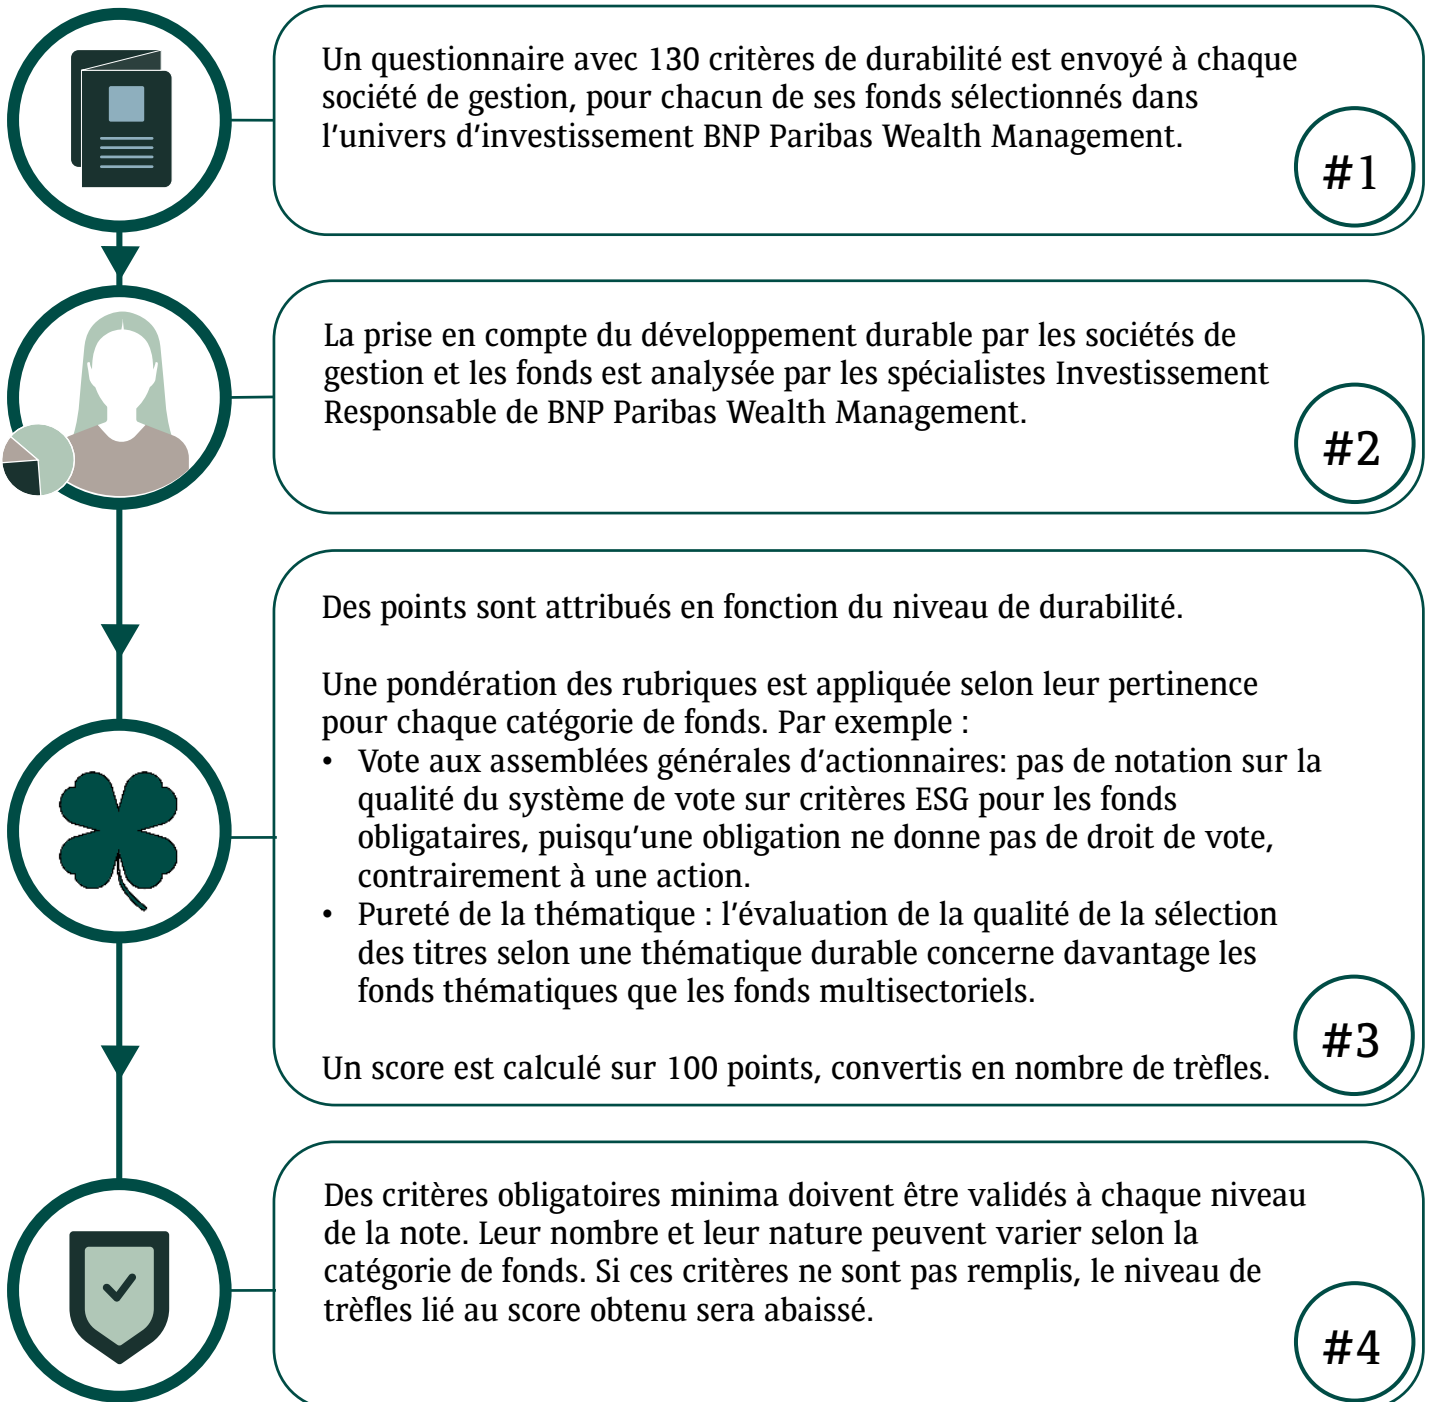 Un questionnaire avec 130 critères de durabilité est envoyé à chaque
société de gestion, pour chacun de ses fonds sélectionnés dans
l'univers d'investissement BNP Paribas Wealth Management.
#1
La prise en compte du développement durable par les sociétés de
gestion et les fonds est analysée par les spécialistes Investissement
Responsable de BNP Paribas Wealth Management.
#2
Des points sont attribués en fonction du niveau de durabilité.
Une pondération des rubriques est appliquée selon leur pertinence
pour chaque catégorie de fonds. Par exemple :
• Vote aux assemblées générales d'actionnaires: pas de notation sur la
qualité du système de vote sur critères ESG pour les fonds
obligataires, puisqu'une obligation ne donne pas de droit de vote,
contrairement à une action.
• Pureté de la thématique : l'évaluation de la qualité de la sélection
des titres selon une thématique durable concerne davantage les
fonds thématiques que les fonds multisectoriels.
Un score est calculé sur 100 points, convertis en nombre de trèfles.
#3
Des critères obligatoires minima doivent être validés à chaque niveau
de la note. Leur nombre et leur nature peuvent varier selon la
catégorie de fonds. Si ces critères ne sont pas remplis, le niveau de
trèfles lié au score obtenu sera abaissé.
#4